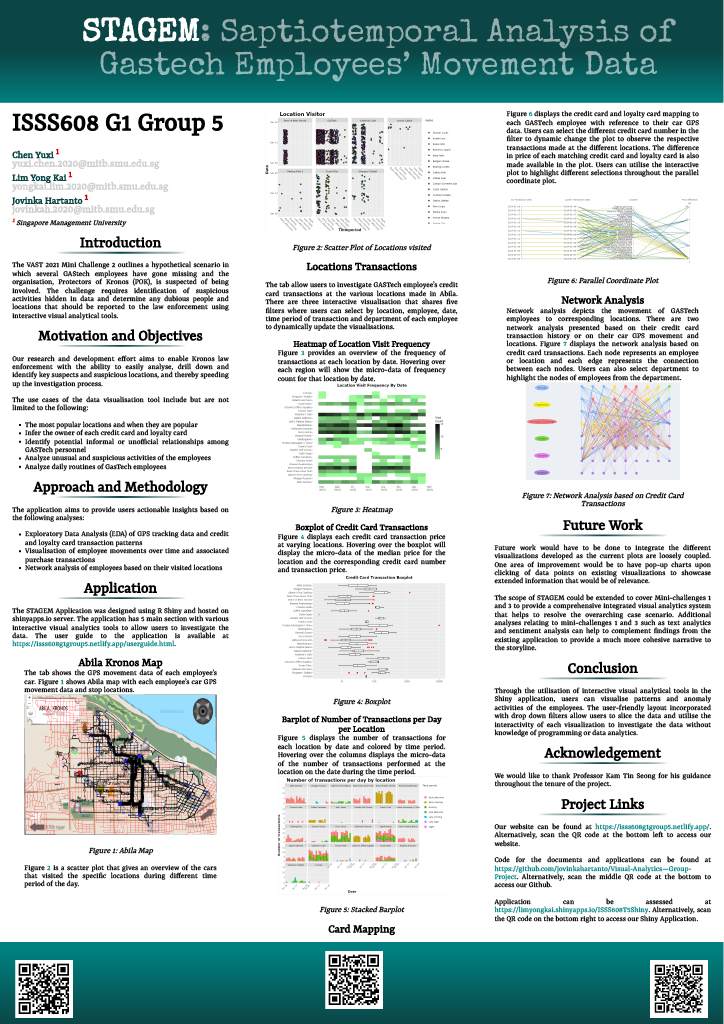 STAGEM: Saptiotemporal Analysis of
Gastech Employees' Movement Data
ISSS608 G1 Group 5
Chen Yuxi 1
yuxi.chen.2020@mitb.smu.edu.sg
Lim Yong Kai 1
yongkai.lim.2020@mitb.smu.edu.sg
Jovinka Hartanto 1
jovinkah.2020@mitb.smu.edu.sg
1 Singapore Management University
Introduction
The VAST 2021 Mini Challenge 2 outlines a hypothetical scenario in
which several employees GAStech employees have gone missing and the
organisation, Protectors of Kronos (POK), is suspected of being
involved. The challenge requires identification of suspicious
activities hidden in data and determine any dubious people and
locations that should be reported to the law enforcement using
interactive visual analytical tools.
Motivation and Objectives
Our research and development effort aims to enable Kronos law
enforcement with the ability to easily analyse, drill down and
identify key suspects and suspicious locations, and thereby speeding
up the investigation process.
The use cases of the data visualisation tool include but are not
limited to the following:
• The most popular locations and when they are popular
• Infer the owner of each credit card and loyalty card
• Identify potential informal or unofficial relationships among
GASTech personnel
• Analyze unusual and suspicious activities of the employees
• Analyze daily routines of GasTech employees
Approach and Methodology
The application aims to provide users actionable insights based on
the following analyses:
• Exploratory Data Analysis (EDA) of GPS tracking data and credit
and loyalty card transaction patterns
• Visualisation of employee movements over time and associated
purchase transactions
• Network analysis of employees based on their visited locations
Application
The STAGEM Application was designed using R Shiny and hosted on
shinyapps.io server. The application has 5 main section with various
interactive visual analytics tools to allow users to investigate the
data. The user guide to the application is available at
https://isss608g1group5.netlify.app/userguide.html.
Abila Kronos Map
The tab shows the GPS movement data of each employee's
car. Figure 1 shows Abila map with each employee's car GPS
movement data and stop locations.
Figure 1: Abila Map
Figure 2 is a scatter plot that gives an overview of the cars
that visited the specific locations during different time
period of the day.
Location Visitor
Timeperiod
Figure 2: Scatter Plot of Locations visited
Locations Transactions
The tab allow users to investigate GASTech employee's credit
card transactions at the various locations made in Abila.
There are three interactive visualisation that shares five
filters where users can select by location, employee, date,
time period of transaction and department of each employee
to dynamically update the visualisations.
Heatmap of Location Visit Frequency
Figure 3 provides an overview of the frequency of
transactions at each location by date. Hovering over
each region will show the micro-data of frequency
count for that location by date.
Location Visit Frequency By Date
Figure 3: Heatmap
Boxplot of Credit Card Transactions
Figure 4 displays each credit card transaction price
at varying locations. Hovering over the boxplot will
display the micro-data of the median price for the
location and the corresponding credit card number
and transaction price.
Credit Card Transaction Boxplot
Figure 4: Boxplot
Barplot of Number of Transactions per Day
per Location
Figure 5 displays the number of transactions for
each location by date and colored by time period.
Hovering over the columns displays the micro-data
of the number of transactions performed at the
location on the date during the time period.
Number of transactions per day by location
Figure 5: Stacked Barplot
Card Mapping
Figure 6 displays the credit card and loyalty card mapping to
each GASTech employee with reference to their car GPS
data. Users can select the different credit card number in the
filter to dynamic change the plot to observe the respective
transactions made at the different locations. The difference
in price of each matching credit card and loyalty card is also
made available in the plot. Users can utilise the interactive
plot to highlight different selections throughout the parallel
coordinate plot.
Figure 6: Parallel Coordinate Plot
Network Analysis
Network analysis depicts the movement of GASTech
employees to corresponding locations. There are two
network analysis presented based on their credit card
transaction history or on their car GPS movement and
locations. Figure 7 displays the network analysis based on
credit card transactions. Each node represents an employee
or location and each edge represents the connection
between each nodes. Users can also select department to
highlight the nodes of employees from the department.
Figure 7: Network Analysis based on Credit Card
Transactions
Future Work
Future work would have to be done to integrate the different
visualizations developed as the current plots are loosely coupled.
One area of improvement would be to have pop-up charts upon
clicking of data points on existing visualizations to showcase
extended information that would be of relevance.
The scope of STAGEM could be extended to cover Mini-challenges 1
and 3 to provide a comprehensive integrated visual analytics system
that helps to resolve the overarching case scenario. Additional
analyses relating to mini-challenges 1 and 3 such as text analytics
and sentiment analysis can help to complement findings from the
existing application to provide a much more cohesive narrative to
the storyline.
Conclusion
Through the utilisation of interactive visual analytical tools in the
Shiny application, users can visualise patterns and anomaly
activities of the employees. The user-friendly layout incorporated
with drop down filters allow users to slice the data and utilise the
interactivity of each visualization to investigate the data without
knowledge of programming or data analytics.
Acknowledgement
We would like to thank Professor Kam Tin Seong for his guidance
throughout the tenure of the project.
Project Links
Our website can be found at https://isss608g1group5.netlify.app/.
Alternatively, scan the QR code at the bottom left to access our
website.
Code for the documents and applications can be found at
https://github.com/jovinkahartanto/Visual-Analytics—Group-
Project. Alternatively, scan the middle QR code at the bottom to
access our Github.
Application can be assessed at
https://limyongkai.shinyapps.io/ISSS608T5Shiny. Alternatively, scan
the QR code on the bottom right to access our Shiny Application.